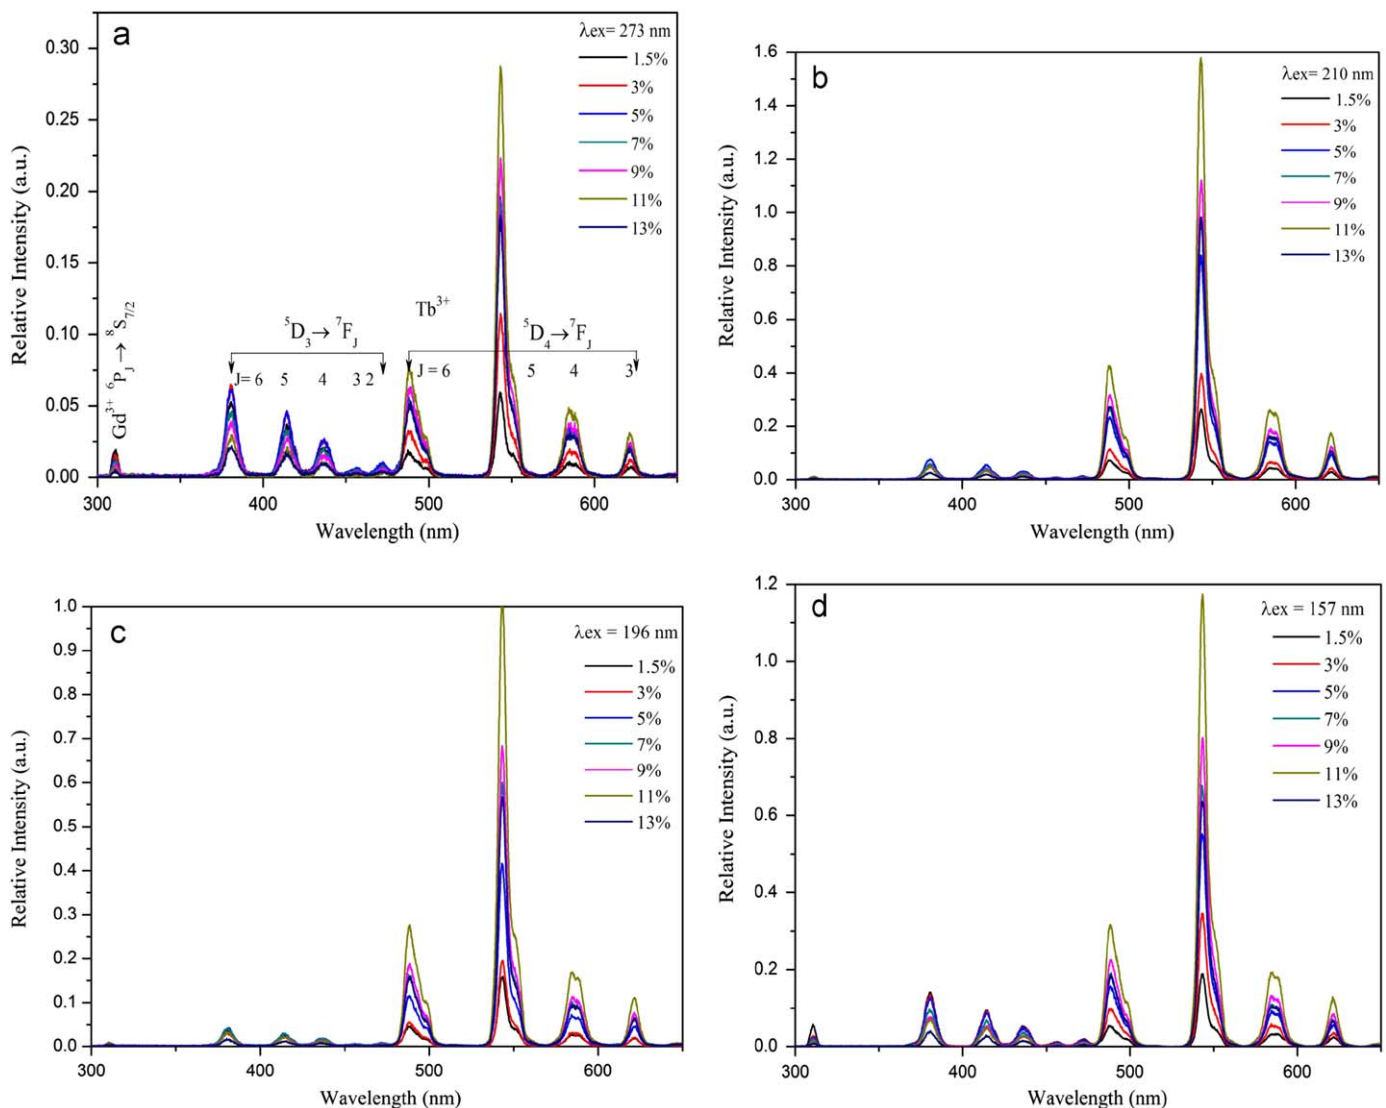 a
λex= 273 nm
1.5%
3%
5%
7%
9%
11%
13%
0.30
0.25
0.20
0.15
0.10
0.05
0.00
Relative Intensity (a.u.)
Gd³⁺ ⁶P_J → ⁸S_7/2
⁵D₃→ ⁷F_J
J= 6 5 4 3 2
Tb³⁺
⁵D₄→ ⁷F_J
J = 6 5 4 3
300 400 500 600
Wavelength (nm)
b
λex= 210 nm
1.5%
3%
5%
7%
9%
11%
13%
1.6
1.4
1.2
1.0
0.8
0.6
0.4
0.2
0.0
Relative Intensity (a.u.)
300 400 500 600
Wavelength (nm)
c
λex = 196 nm
1.5%
3%
5%
7%
9%
11%
13%
1.0
0.9
0.8
0.7
0.6
0.5
0.4
0.3
0.2
0.1
0.0
Relative Intensity (a.u.)
300 400 500 600
Wavelength (nm)
d
λex = 157 nm
1.5%
3%
5%
7%
9%
11%
13%
1.2
1.0
0.8
0.6
0.4
0.2
0.0
Relative Intensity (a.u.)
300 400 500 600
Wavelength (nm)